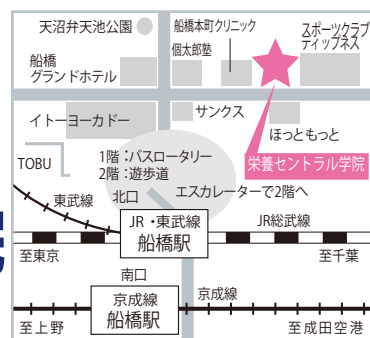 天沼弁天池公園
船橋本町クリニック
スポーツクラブ
ティップネス
個太郎塾
船橋
グランドホテル
イトーヨーカドー
サンクス
ほっともっと
栄養セントラル学院
TOBU
1階:バスロータリー
2階:遊歩道
北口
エスカレーターで2階へ
東武線
JR・東武線
船橋駅
JR総武線
至東京
至千葉
南口
京成線
船橋駅
京成線
至上野
至成田空港